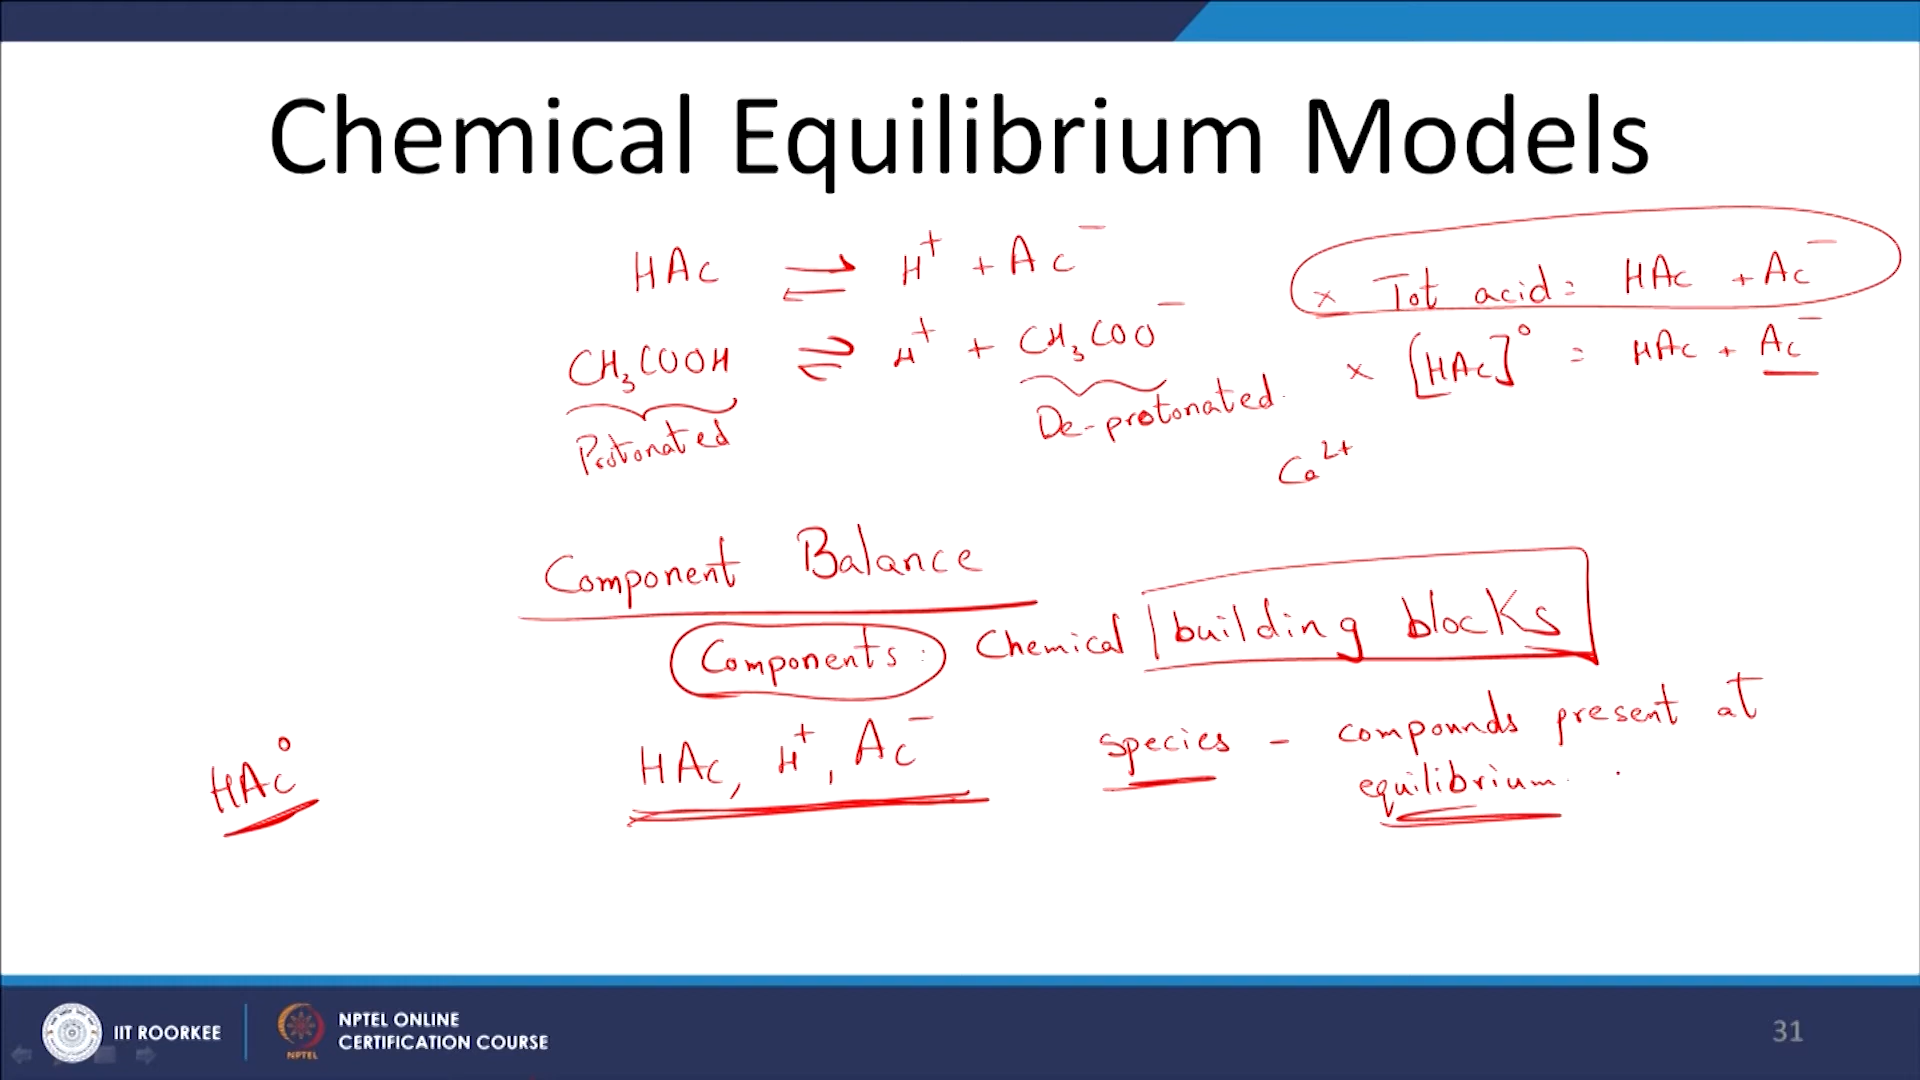 Chemical Equilibrium Models
HAc ⇌ H⁺ + Ac⁻
CH₃COOH ⇌ H⁺ + CH₃COO⁻
Protonated
De-protonated
x Tot acid = HAc + Ac⁻
x [HAc]⁰ = HAc + Ac⁻
Ca²⁺
Component Balance
Components: Chemical building blocks
HAc, H⁺, Ac⁻
species - compounds present at
equilibrium.
HAc⁰
IIT ROORKEE
NPTEL
NPTEL ONLINE
CERTIFICATION COURSE
31